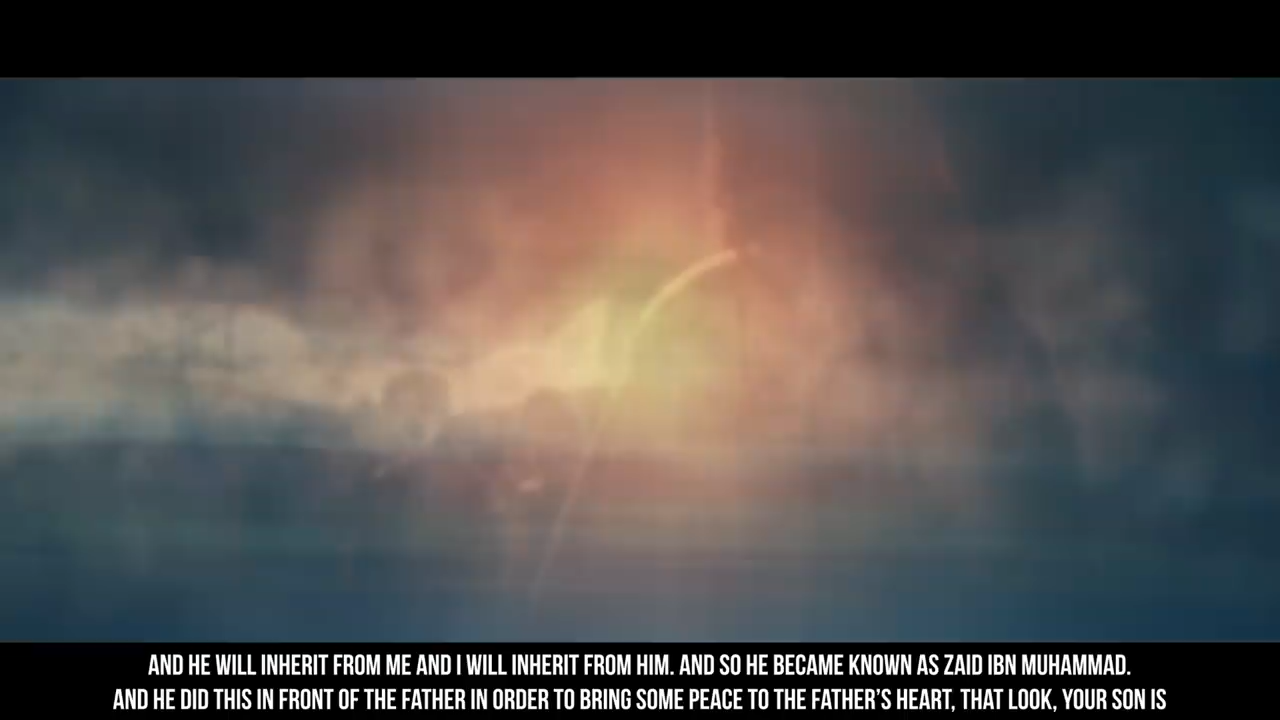 AND HE WILL INHERIT FROM ME AND I WILL INHERIT FROM HIM. AND SO HE BECAME KNOWN AS ZAID IBN MUHAMMAD.
AND HE DID THIS IN FRONT OF THE FATHER IN ORDER TO BRING SOME PEACE TO THE FATHER’S HEART, THAT LOOK, YOUR SON IS